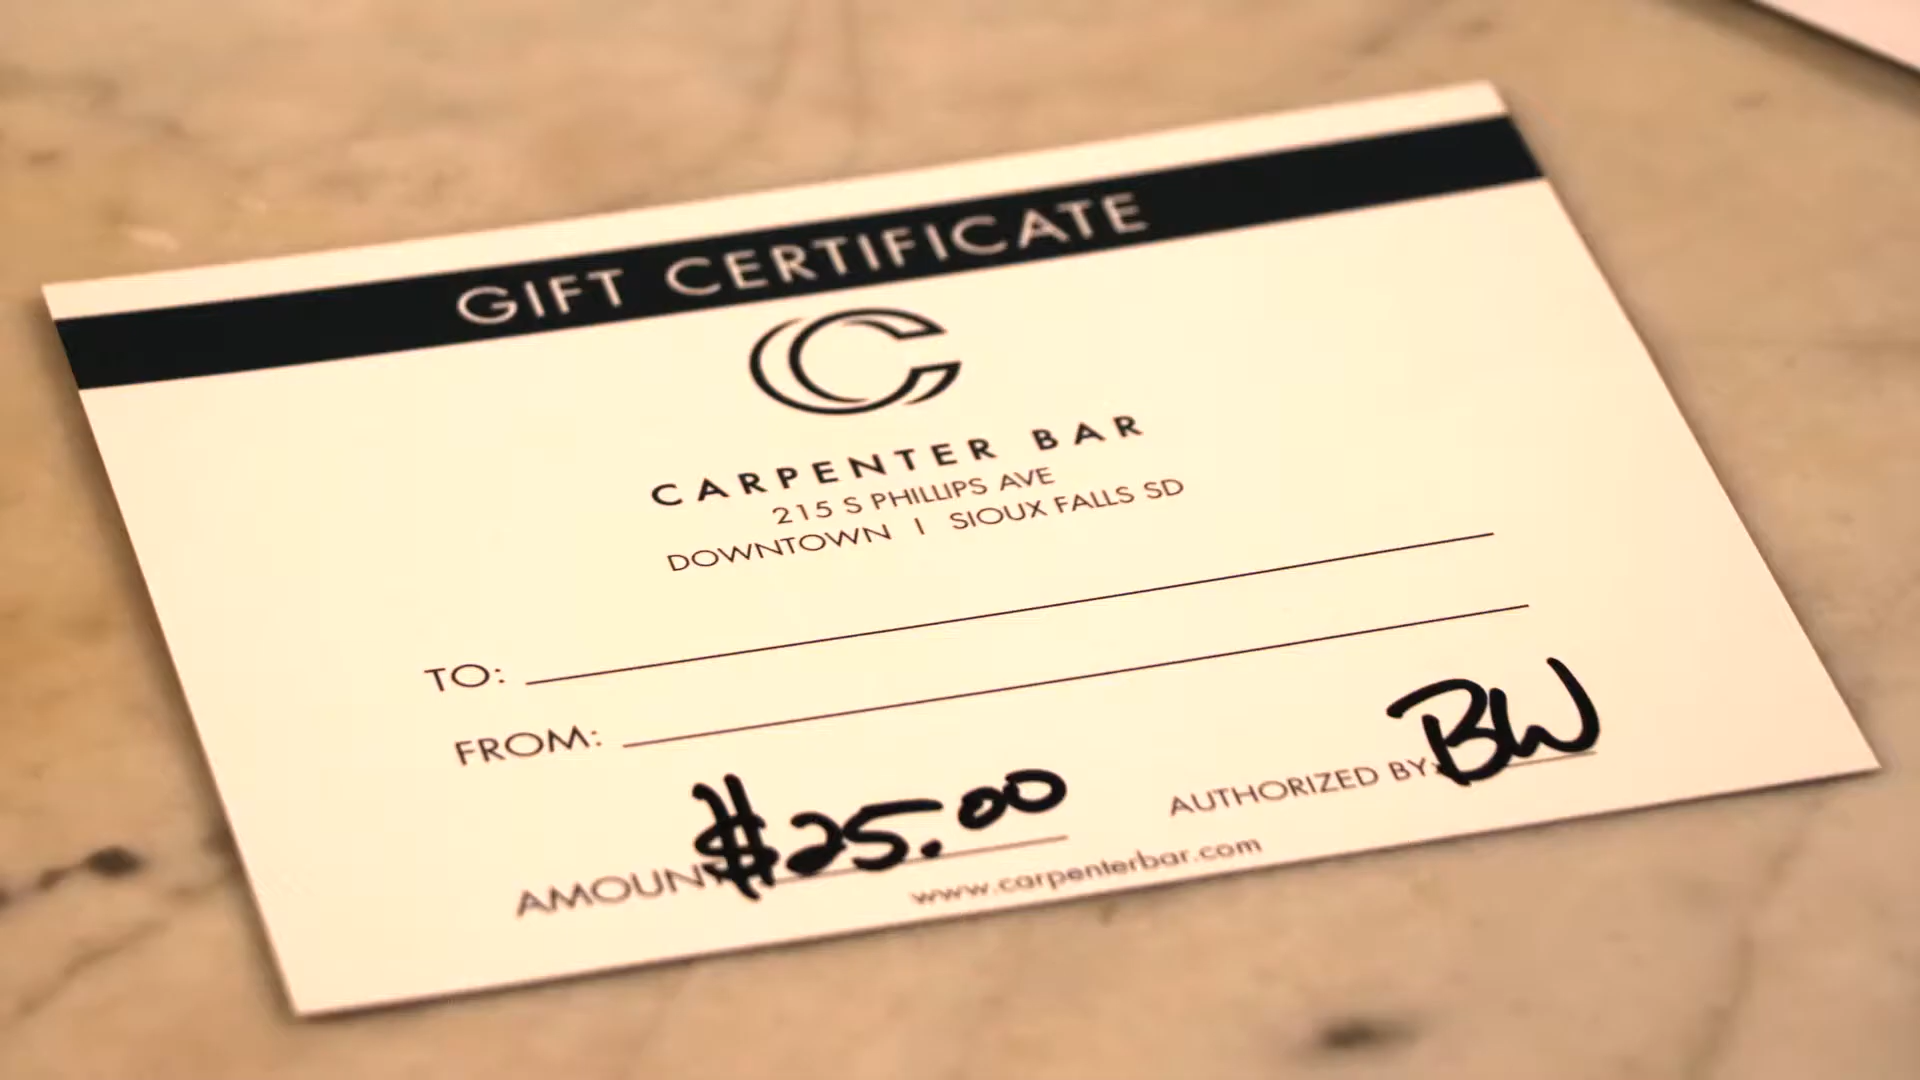 GIFT CERTIFICATE
CARPENTER BAR
215 S PHILLIPS AVE
DOWNTOWN | SIOUX FALLS SD
TO:
FROM:
AMOUNT $25.00
AUTHORIZED BY: BW
www.carpenterbar.com